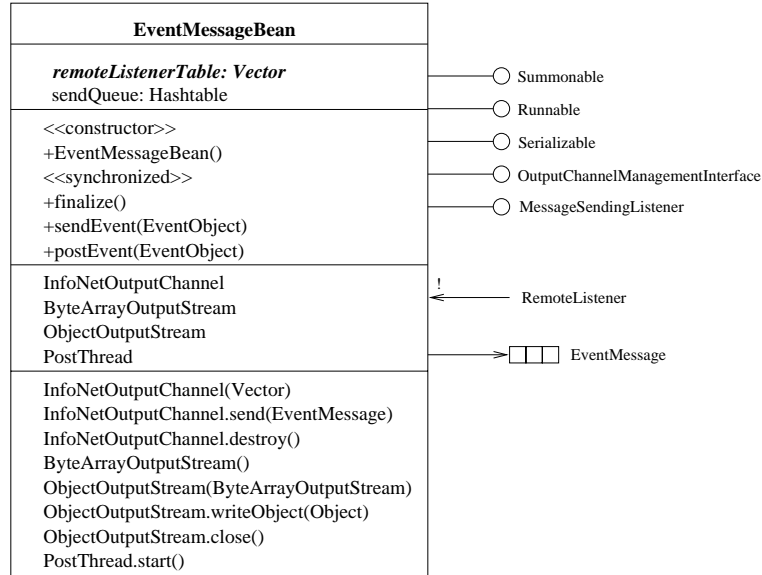 EventMessageBean
remoteListenerTable: Vector
sendQueue: Hashtable
<<constructor>>
+EventMessageBean()
<<synchronized>>
+finalize()
+sendEvent(EventObject)
+postEvent(EventObject)
InfoNetOutputChannel
ByteArrayOutputStream
ObjectOutputStream
PostThread
InfoNetOutputChannel(Vector)
InfoNetOutputChannel.send(EventMessage)
InfoNetOutputChannel.destroy()
ByteArrayOutputStream()
ObjectOutputStream(ByteArrayOutputStream)
ObjectOutputStream.writeObject(Object)
ObjectOutputStream.close()
PostThread.start()
Summonable
Runnable
Serializable
OutputChannelManagementInterface
MessageSendingListener
!
RemoteListener
EventMessage